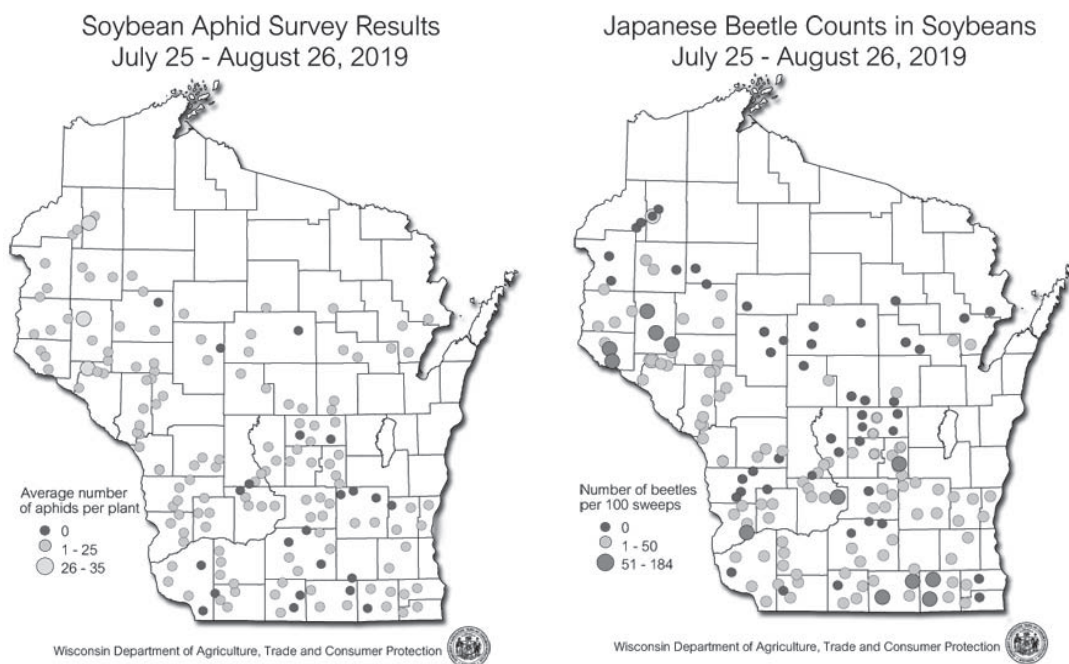 Soybean Aphid Survey Results
July 25 - August 26, 2019
Average number
of aphids per plant
0
1 - 25
26 - 35
Wisconsin Department of Agriculture, Trade and Consumer Protection
Japanese Beetle Counts in Soybeans
July 25 - August 26, 2019
Number of beetles
per 100 sweeps
0
1 - 50
51 - 184
Wisconsin Department of Agriculture, Trade and Consumer Protection